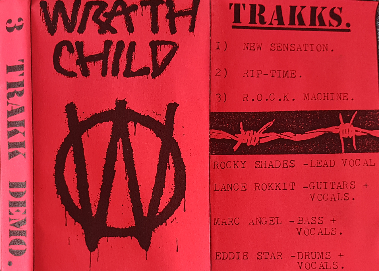 3 TRAKK DEMO.
WRATH
CHILD
W
TRAKKS.
1) NEW SENSATION.
2) RIP-TIME.
3) R.O.C.K. MACHINE.
ROCKY SHADES -LEAD VOCAL
LANCE ROKKIT -GUITARS +
VOCALS.
MARC ANGEL -BASS +
VOCALS.
EDDIE STAR -DRUMS +
VOCALS.